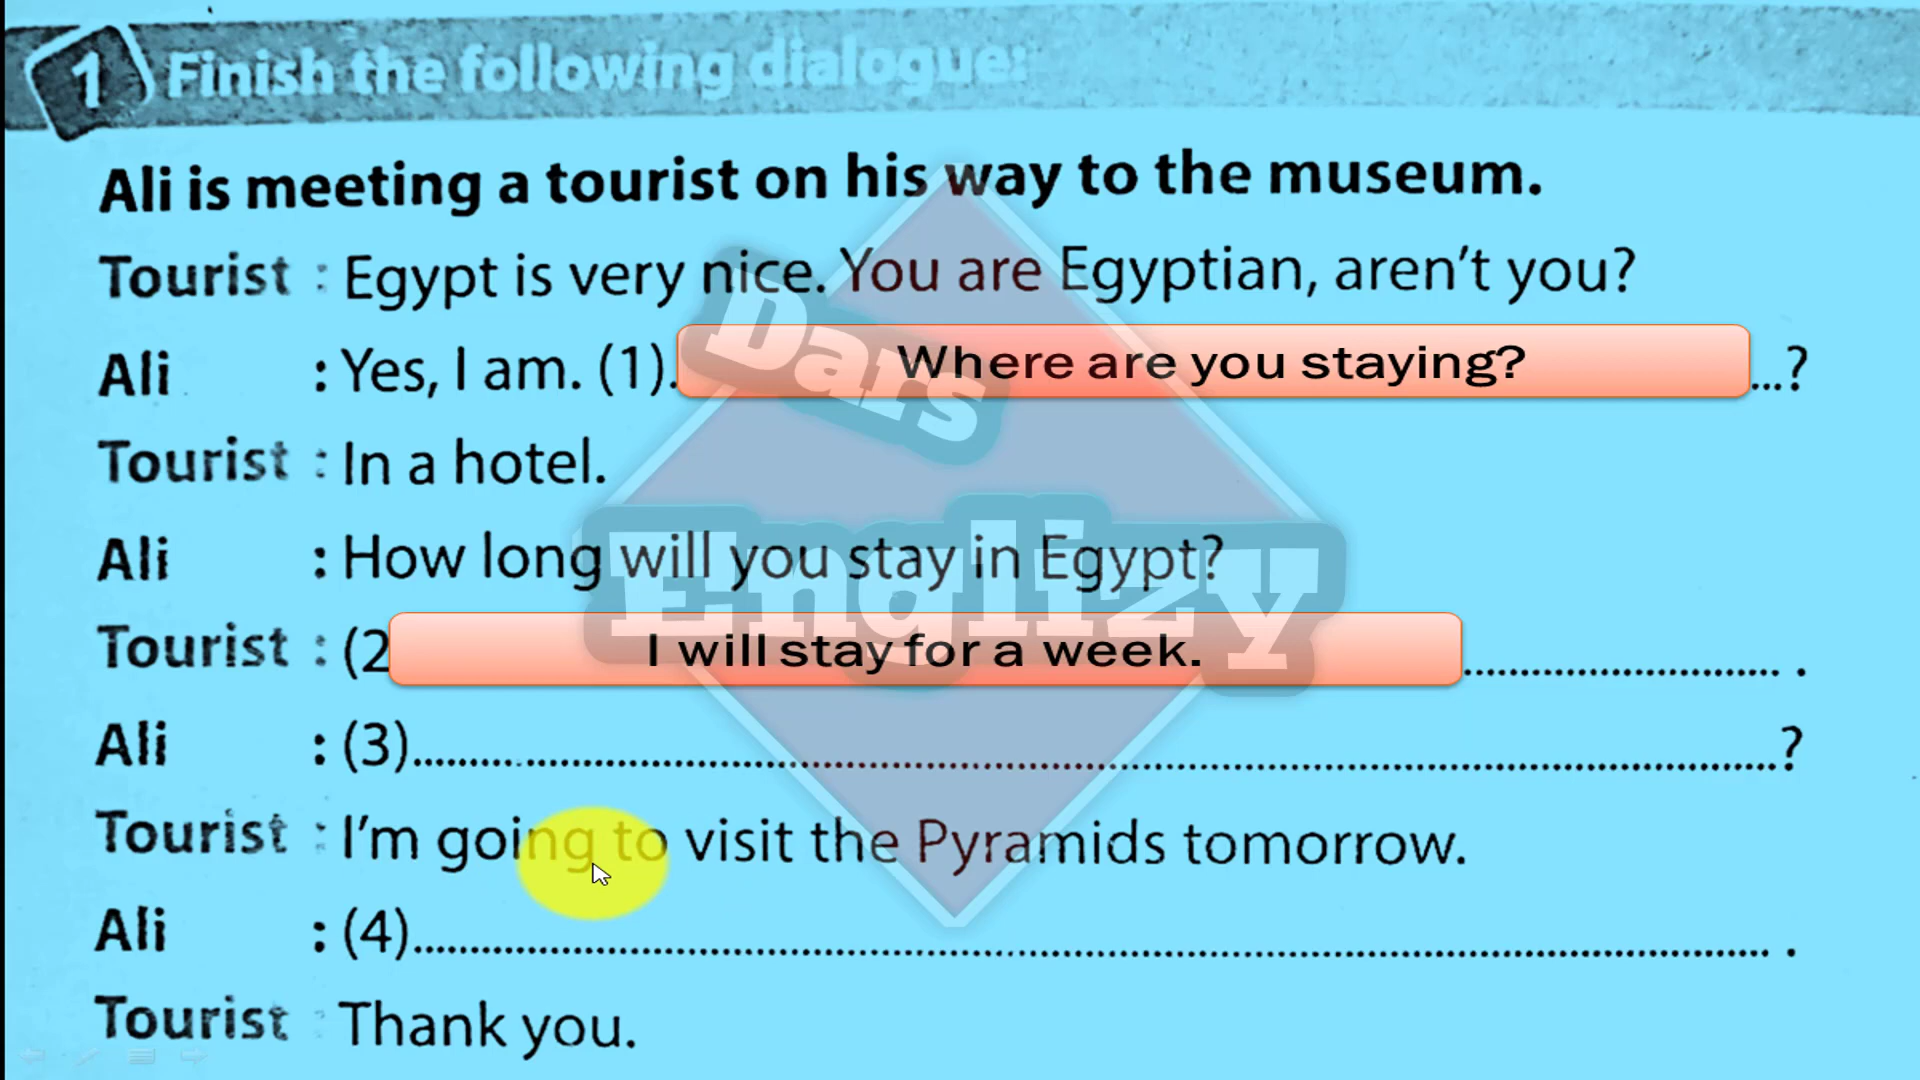 1 Finish the following dialogue:
Ali is meeting a tourist on his way to the museum.
Tourist : Egypt is very nice. You are Egyptian, aren't you?
Ali : Yes, I am. (1). Where are you staying? ...?
Tourist : In a hotel.
Ali : How long will you stay in Egypt?
Tourist : (2 I will stay for a week. .............................. .
Ali : (3)..........................................................................................?
Tourist : I'm going to visit the Pyramids tomorrow.
Ali : (4).......................................................................................... .
Tourist : Thank you.
Dars
Englizy